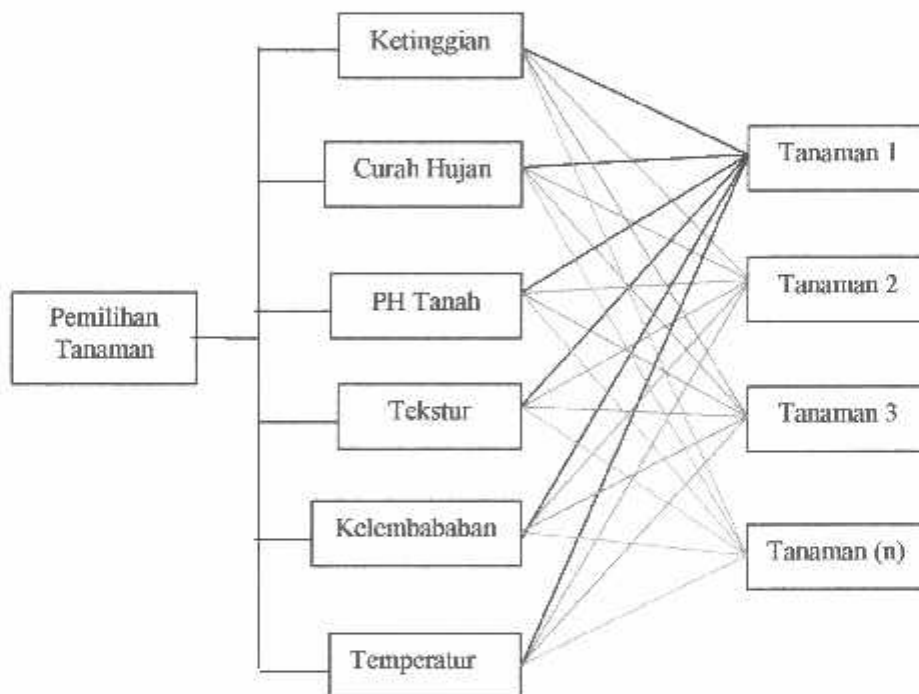 Ketinggian
Curah Hujan
PH Tanah
Tekstur
Kelembababan
Temperatur
Pemilihan
Tanaman
Tanaman 1
Tanaman 2
Tanaman 3
Tanaman (n)